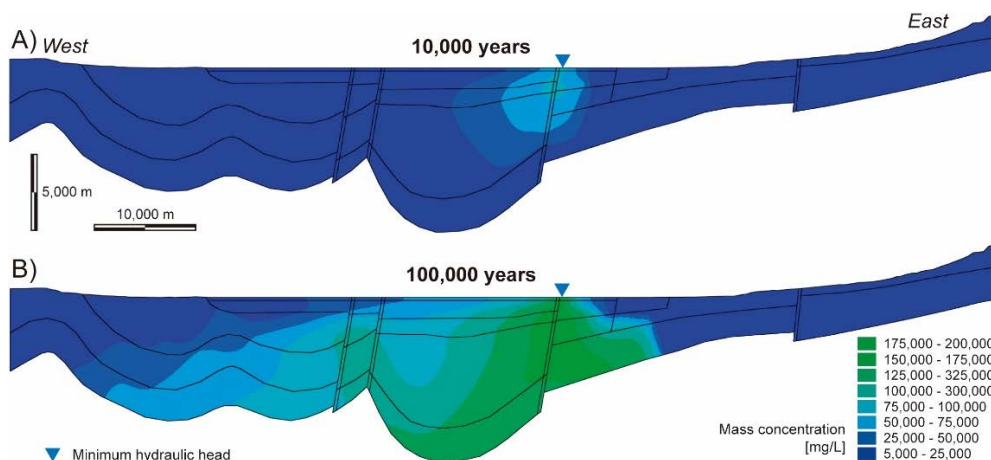 A)
West
10,000 years
East
5,000 m
10,000 m
B)
100,000 years
175,000 - 200,000
150,000 - 175,000
125,000 - 325,000
100,000 - 300,000
75,000 - 100,000
50,000 - 75,000
25,000 - 50,000
5,000 - 25,000
Mass concentration
[mg/L]
Minimum hydraulic head